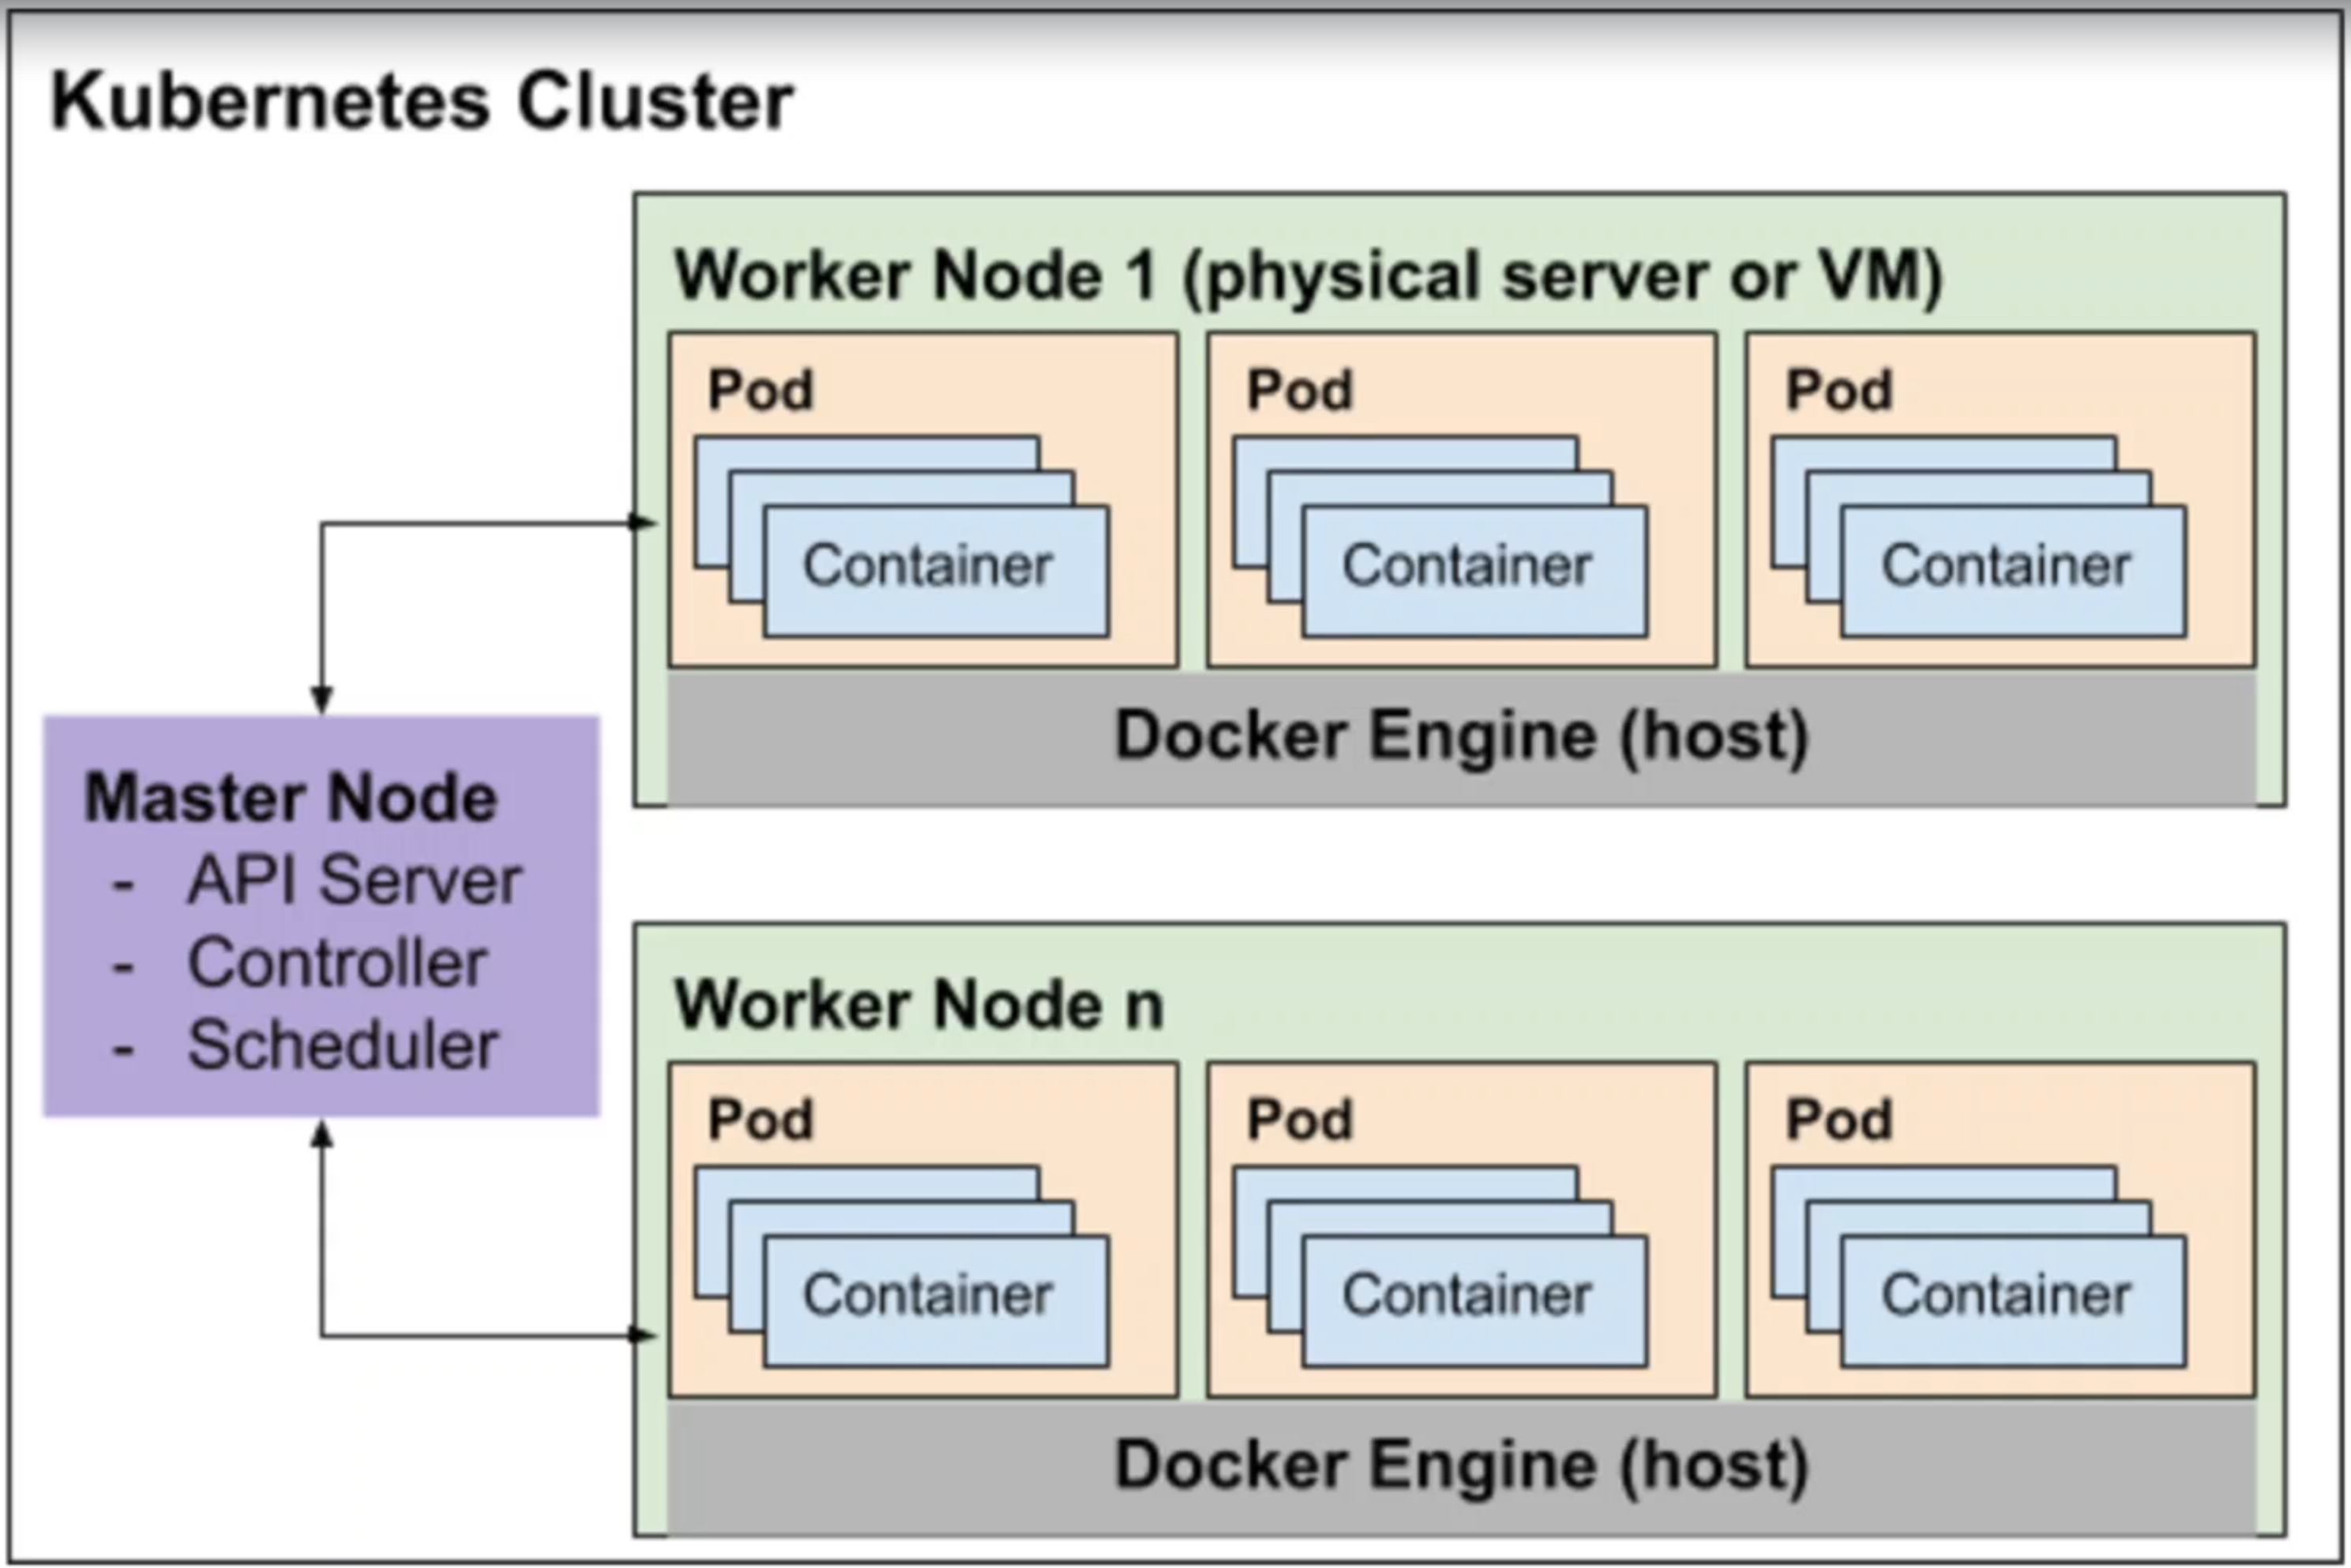 Kubernetes Cluster
Worker Node 1 (physical server or VM)
Pod
Container
Pod
Container
Pod
Container
Docker Engine (host)
Master Node
- API Server
- Controller
- Scheduler
Worker Node n
Pod
Container
Pod
Container
Pod
Container
Docker Engine (host)